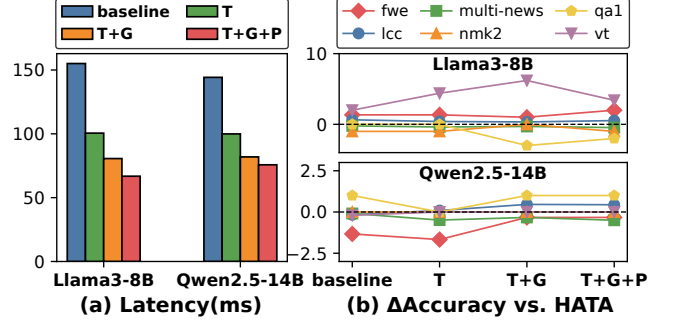 baseline T
T+G T+G+P
150
100
50
0
Llama3-8B Qwen2.5-14B
(a) Latency(ms)
fwe multi-news qa1
lcc nmk2 vt
Llama3-8B
10
0
Qwen2.5-14B
2.5
0.0
−2.5
baseline T T+G T+G+P
(b) ΔAccuracy vs. HATA